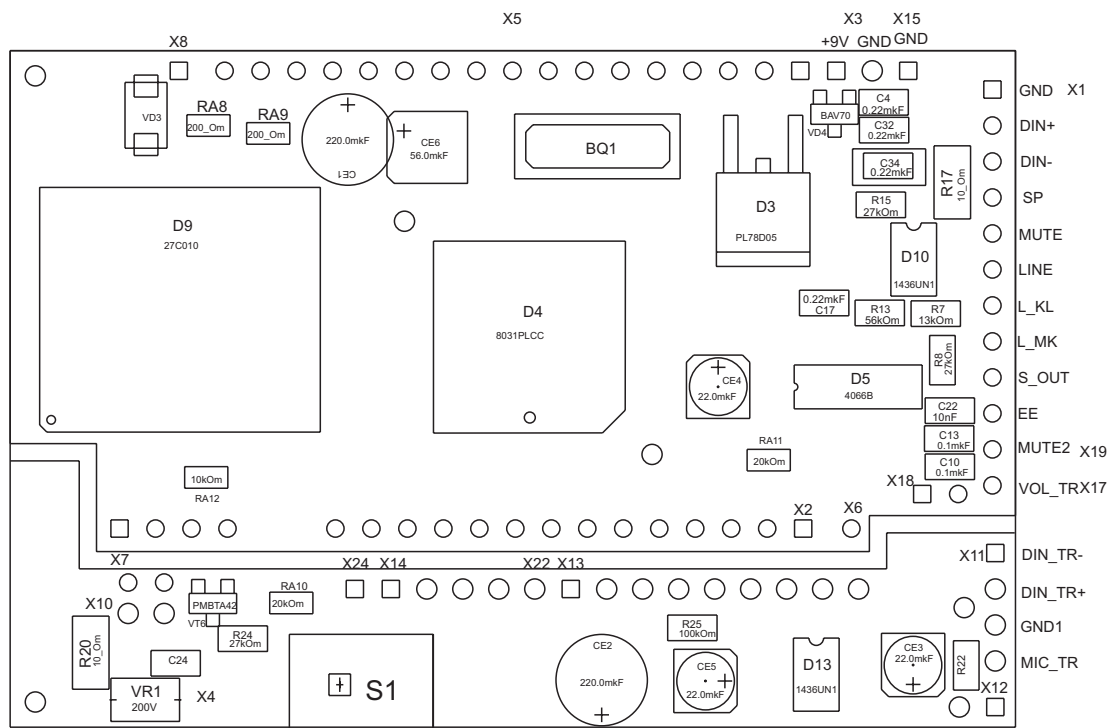 X5
X3
X15
X8
+9V
GND
GND
GND
X1
VD3
RA8
200_Om
RA9
200_Om
220.0mkF
CE1
CE6
56.0mkF
BQ1
BAV70
VD4
C4
0.22mkF
C32
0.22mkF
C34
0.22mkF
R17
10_Om
DIN+
DIN-
SP
MUTE
LINE
L_KL
L_MK
S_OUT
EE
MUTE2
X19
VOL_TR
X17
R15
27kOm
D3
PL78D05
D9
27C010
D10
1436UN1
D4
8031PLCC
0.22mkF
C17
R13
56kOm
R7
13kOm
R8
27kOm
CE4
22.0mkF
D5
4066B
C22
10nF
C13
0.1mkF
C10
0.1mkF
RA11
20kOm
10kOm
RA12
X18
X2
X6
X7
X24
X14
X22
X13
X11
DIN_TR-
DIN_TR+
GND1
MIC_TR
X10
PMBTA42
VT6
RA10
20kOm
R20
10_Om
R24
27kOm
C24
VR1
200V
X4
S1
CE2
220.0mkF
R25
100kOm
CE5
22.0mkF
D13
1436UN1
CE3
22.0mkF
R22
X12